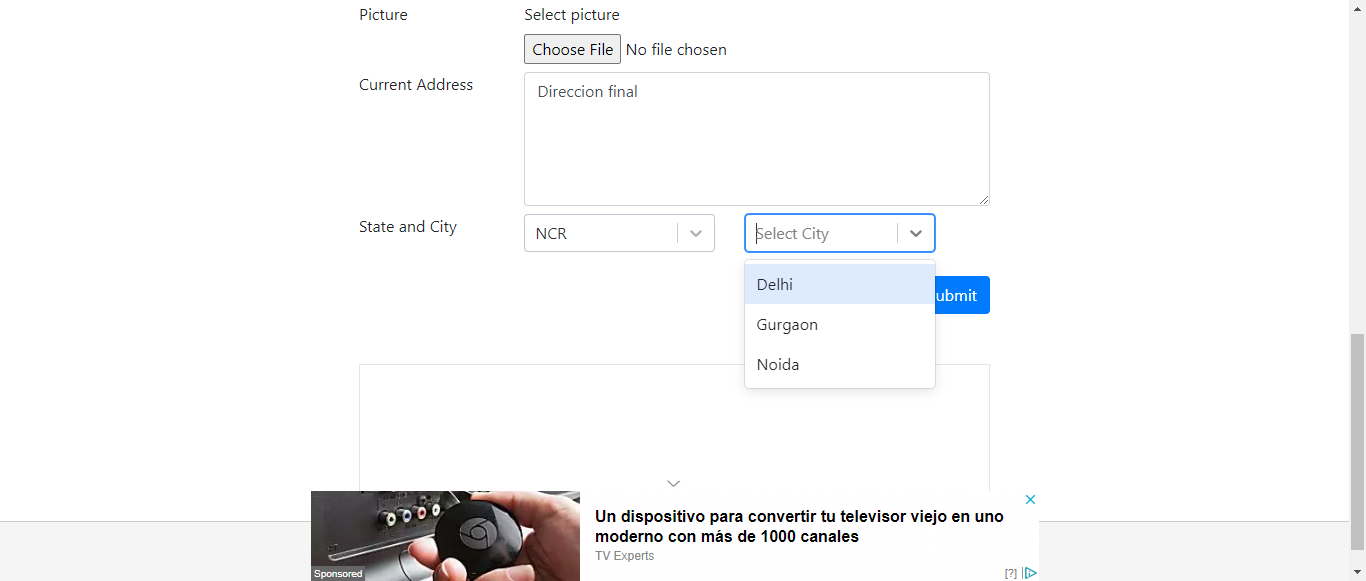 Picture
Select picture
Choose File No file chosen
Current Address
Direccion final
State and City
NCR
Select City
Delhi
ubmit
Gurgaon
Noida
Un dispositivo para convertir tu televisor viejo en uno
moderno con más de 1000 canales
TV Experts
Sponsored
[?]